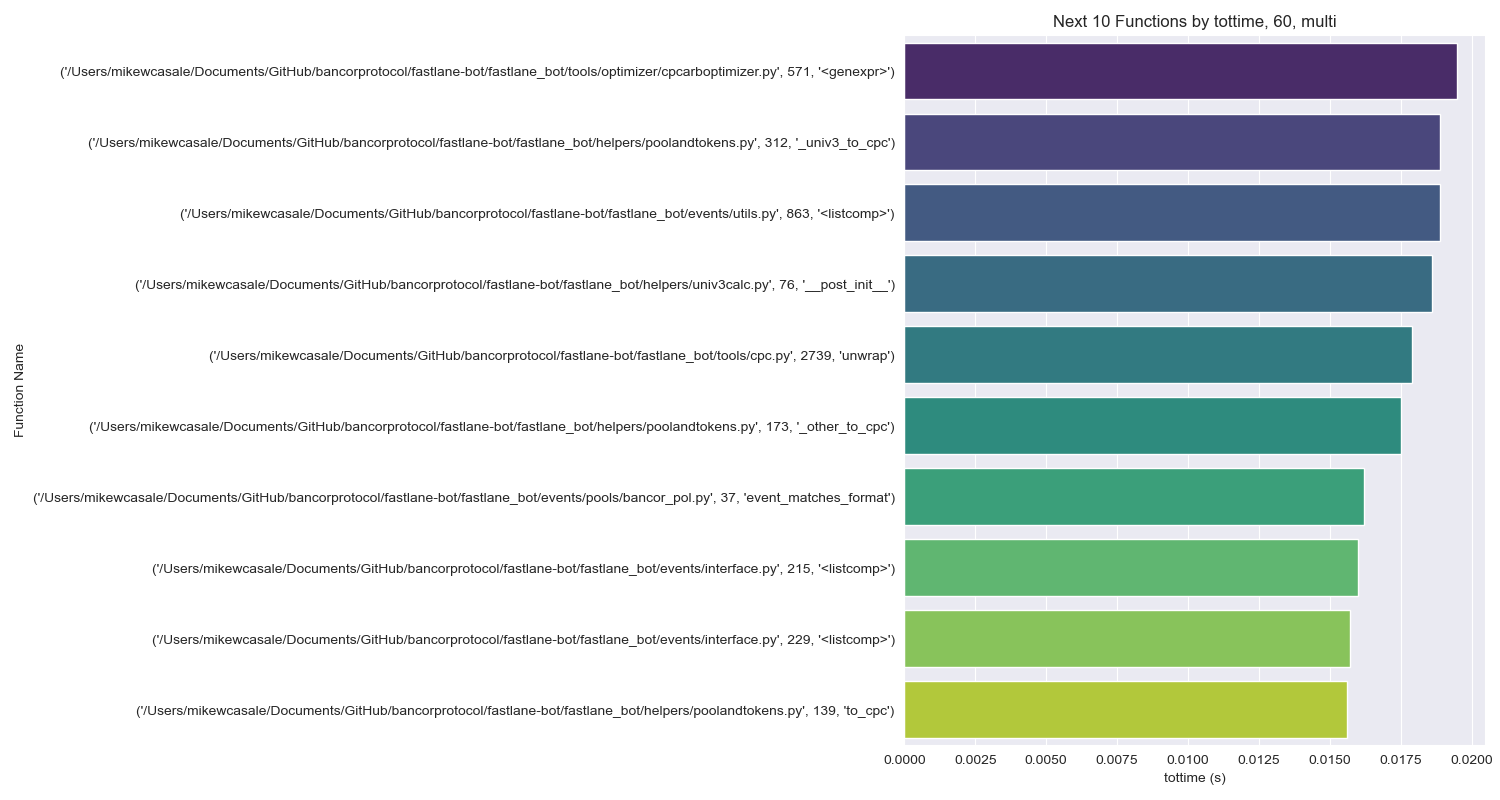 Next 10 Functions by tottime, 60, multi
Function Name
('/Users/mikewcasale/Documents/GitHub/bancorprotocol/fastlane-bot/fastlane_bot/tools/optimizer/cpcarboptimizer.py', 571, '<genexpr>')
('/Users/mikewcasale/Documents/GitHub/bancorprotocol/fastlane-bot/fastlane_bot/helpers/poolandtokens.py', 312, '_univ3_to_cpc')
('/Users/mikewcasale/Documents/GitHub/bancorprotocol/fastlane-bot/fastlane_bot/events/utils.py', 863, '<listcomp>')
('/Users/mikewcasale/Documents/GitHub/bancorprotocol/fastlane-bot/fastlane_bot/helpers/univ3calc.py', 76, '__post_init__')
('/Users/mikewcasale/Documents/GitHub/bancorprotocol/fastlane-bot/fastlane_bot/tools/cpc.py', 2739, 'unwrap')
('/Users/mikewcasale/Documents/GitHub/bancorprotocol/fastlane-bot/fastlane_bot/helpers/poolandtokens.py', 173, '_other_to_cpc')
('/Users/mikewcasale/Documents/GitHub/bancorprotocol/fastlane-bot/fastlane_bot/events/pools/bancor_pol.py', 37, 'event_matches_format')
('/Users/mikewcasale/Documents/GitHub/bancorprotocol/fastlane-bot/fastlane_bot/events/interface.py', 215, '<listcomp>')
('/Users/mikewcasale/Documents/GitHub/bancorprotocol/fastlane-bot/fastlane_bot/events/interface.py', 229, '<listcomp>')
('/Users/mikewcasale/Documents/GitHub/bancorprotocol/fastlane-bot/fastlane_bot/helpers/poolandtokens.py', 139, 'to_cpc')
0.0000 0.0025 0.0050 0.0075 0.0100 0.0125 0.0150 0.0175 0.0200
tottime (s)